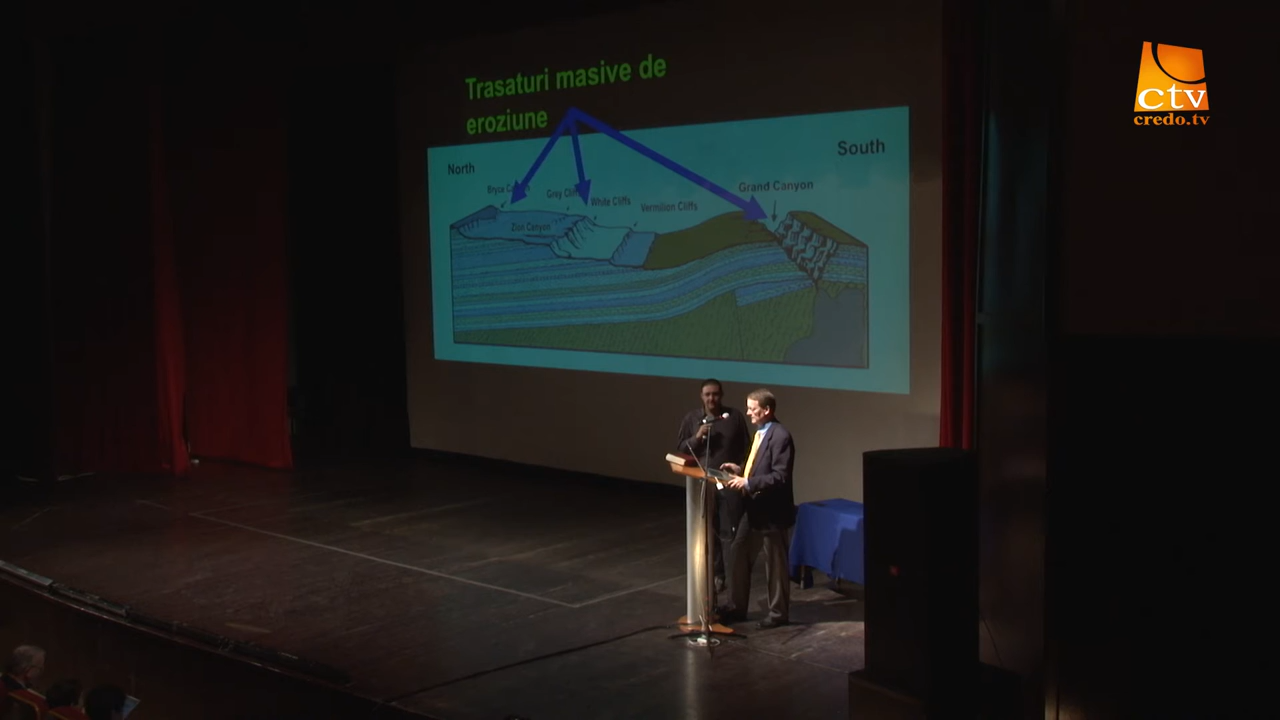 Trasaturi masive de
eroziune
North
South
Bryce
Gray Cliffs
White Cliffs
Vermilion Cliffs
Grand Canyon
Zion Canyon
ctv
credo.tv